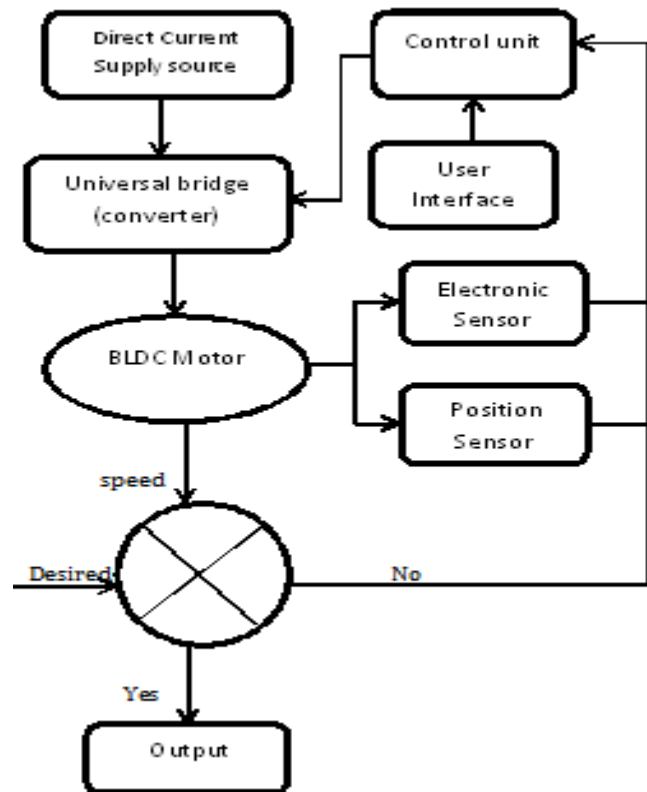 Direct Current
Supply source
Control unit
Universal bridge
(converter)
User
Interface
Electronic
Sensor
BLDC Motor
Position
Sensor
speed
Desired
No
Yes
Output